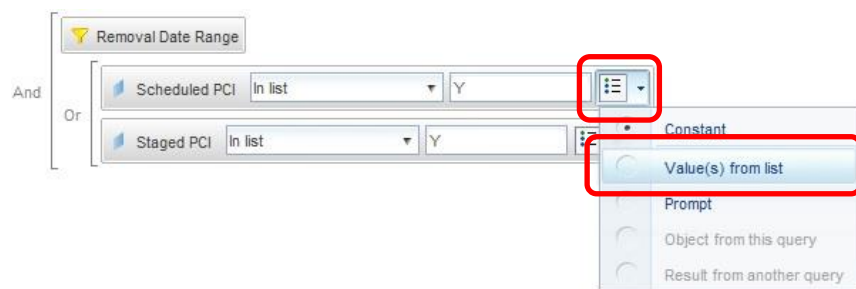 Removal Date Range
And
Or
Scheduled PCI In list Y
Staged PCI In list Y
Constant
Value(s) from list
Prompt
Object from this query
Result from another query